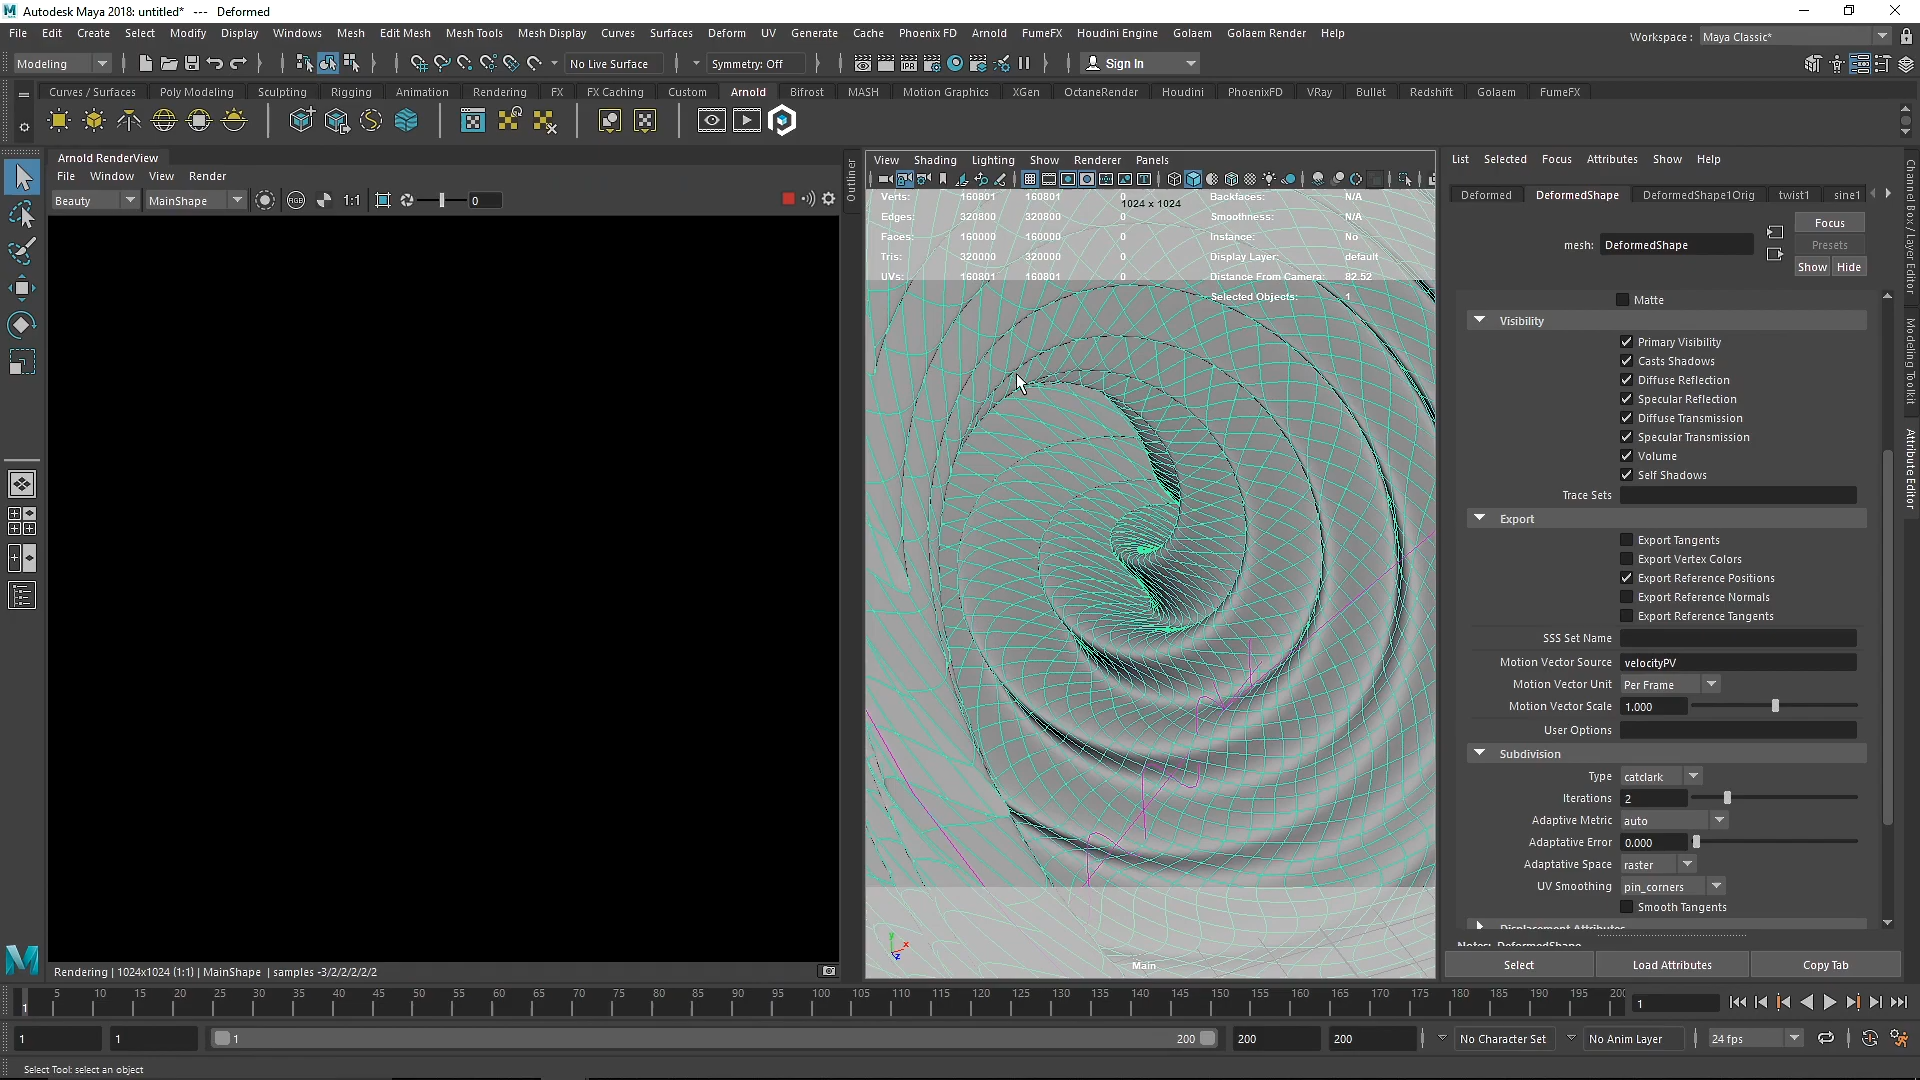 Autodesk Maya 2018: untitled*   ---   Deformed
File Edit Create Select Modify Display Windows Mesh Edit Mesh Mesh Tools Mesh Display Curves Surfaces Deform UV Generate Cache Phoenix FD Arnold FumeFX Houdini Engine Golaem Golaem Render Help
Workspace : Maya Classic*
Modeling No Live Surface Symmetry: Off Sign In
Curves / Surfaces Poly Modeling Sculpting Rigging Animation Rendering FX FX Caching Custom Arnold Bifrost MASH Motion Graphics XGen OctaneRender Houdini PhoenixFD VRay Bullet Redshift Golaem FumeFX
Arnold RenderView
File Window View Render
Beauty MainShape 1:1 0
Rendering | 1024x1024 (1:1) | MainShape | samples -3/2/2/2/2/2
Outliner
View Shading Lighting Show Renderer Panels
Verts: 160801 160801 0
Edges: 320800 320800 0
Faces: 160000 160000 0
Tris: 320000 320000 0
UVs: 160801 160801 0
1024 x 1024
Backfaces: N/A
Smoothness: N/A
Instance: No
Display Layer: default
Distance From Camera: 82.52
Selected Objects: 1
y x z
Main
List Selected Focus Attributes Show Help
Deformed DeformedShape DeformedShape1Orig twist1 sine1
mesh: DeformedShape
Focus
Presets
Show Hide
Matte
Visibility
Primary Visibility
Casts Shadows
Diffuse Reflection
Specular Reflection
Diffuse Transmission
Specular Transmission
Volume
Self Shadows
Trace Sets
Export
Export Tangents
Export Vertex Colors
Export Reference Positions
Export Reference Normals
Export Reference Tangents
SSS Set Name
Motion Vector Source velocityPV
Motion Vector Unit Per Frame
Motion Vector Scale 1.000
User Options
Subdivision
Type catclark
Iterations 2
Adaptive Metric auto
Adaptative Error 0.000
Adaptative Space raster
UV Smoothing pin_corners
Smooth Tangents
Displacement Attributes
Notes: DeformedShape
Select Load Attributes Copy Tab
Channel Box / Layer Editor
Modeling Toolkit
Attribute Editor
1 5 10 15 20 25 30 35 40 45 50 55 60 65 70 75 80 85 90 95 100 105 110 115 120 125 130 135 140 145 150 155 160 165 170 175 180 185 190 195 200 1
1 1 1 200 200 200 No Character Set No Anim Layer 24 fps
Select Tool: select an object